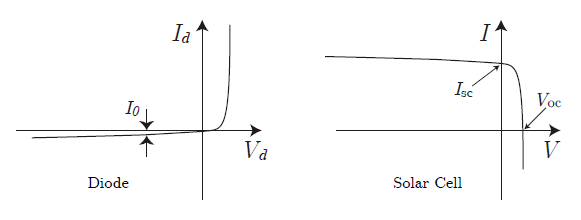 I_d
I_0
V_d
Diode
I
I_sc
V_oc
V
Solar Cell